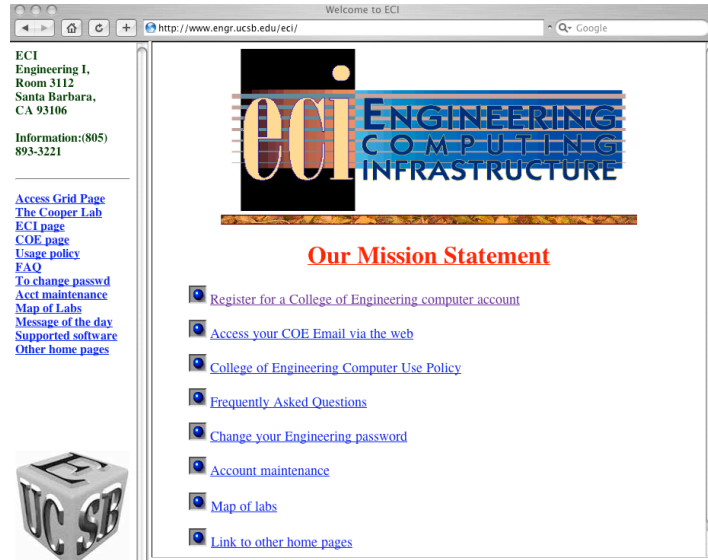 Welcome to ECI
http://www.engr.ucsb.edu/eci/
Google
ECI
Engineering I,
Room 3112
Santa Barbara,
CA 93106
Information:(805)
893-3221
Access Grid Page
The Cooper Lab
ECI page
COE page
Usage policy
FAQ
To change passwd
Acct maintenance
Map of Labs
Message of the day
Supported software
Other home pages
E
UC
SB
eci
ENGINEERING
COMPUTING
INFRASTRUCTURE
Our Mission Statement
Register for a College of Engineering computer account
Access your COE Email via the web
College of Engineering Computer Use Policy
Frequently Asked Questions
Change your Engineering password
Account maintenance
Map of labs
Link to other home pages